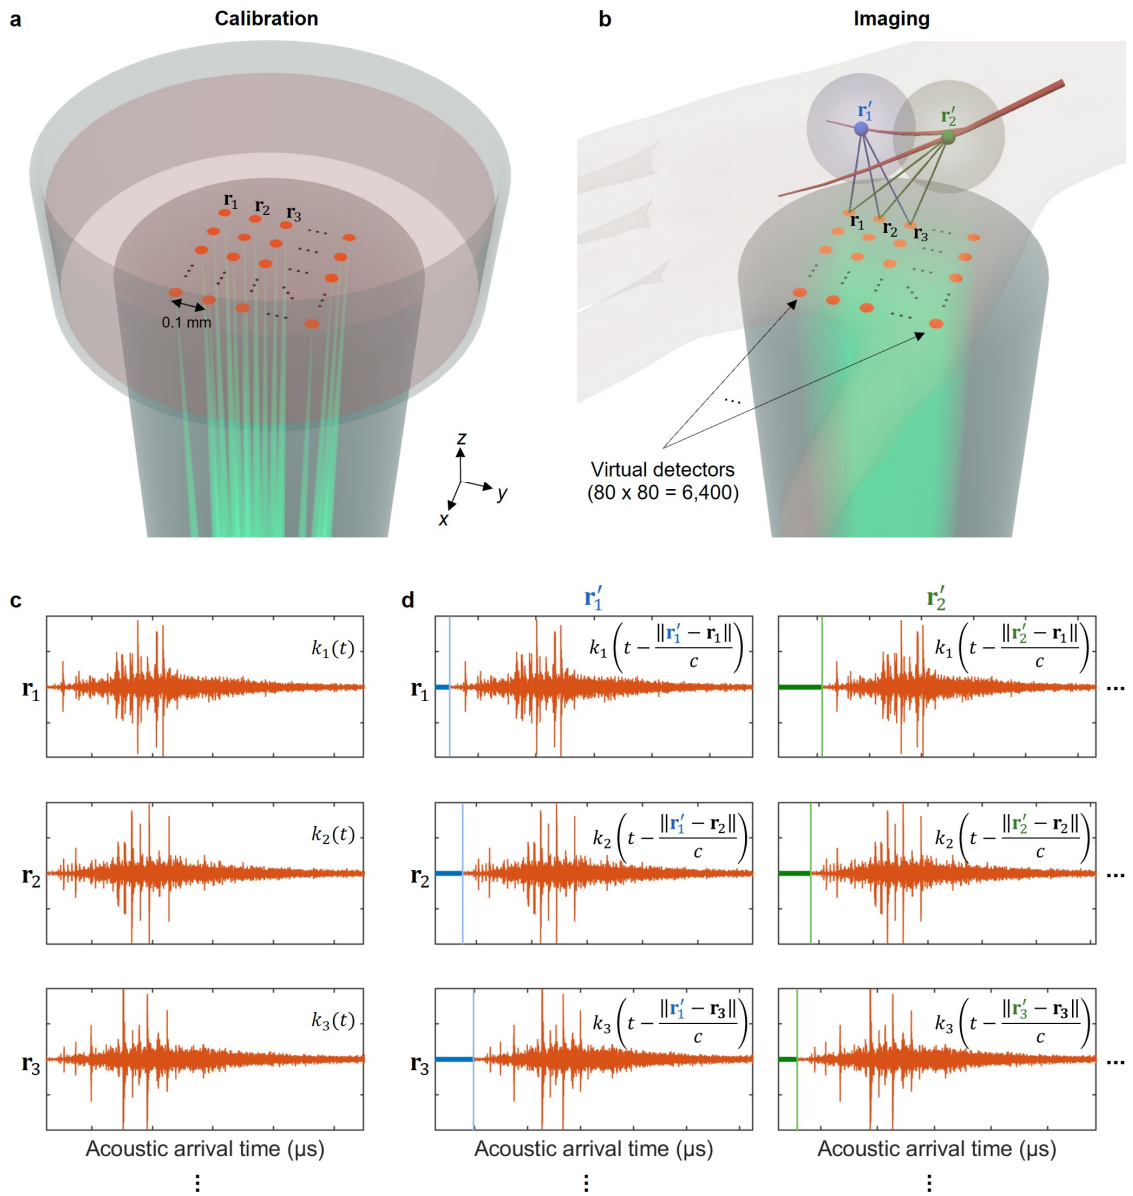 a
Calibration
b
Imaging
r₁
r₂
r₃
...
0.1 mm
z
y
x
r′₁
r′₂
r₁
r₂
r₃
...
Virtual detectors
(80 x 80 = 6,400)
c
d
r′₁
r′₂
r₁
k₁(t)
r₁
k₁(t − ‖r′₁ − r₁‖ / c)
k₁(t − ‖r′₂ − r₁‖ / c)
...
r₂
k₂(t)
r₂
k₂(t − ‖r′₁ − r₂‖ / c)
k₂(t − ‖r′₂ − r₂‖ / c)
...
r₃
k₃(t)
r₃
k₃(t − ‖r′₁ − r₃‖ / c)
k₃(t − ‖r′₃ − r₃‖ / c)
...
Acoustic arrival time (μs)
Acoustic arrival time (μs)
Acoustic arrival time (μs)
⋮
⋮
⋮